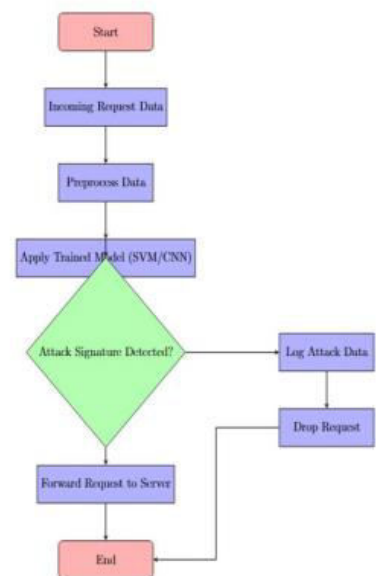 Start
Incoming Request Data
Preprocess Data
Apply Trained Model (SVM/CNN)
Attack Signature Detected?
Log Attack Data
Drop Request
Forward Request to Server
End